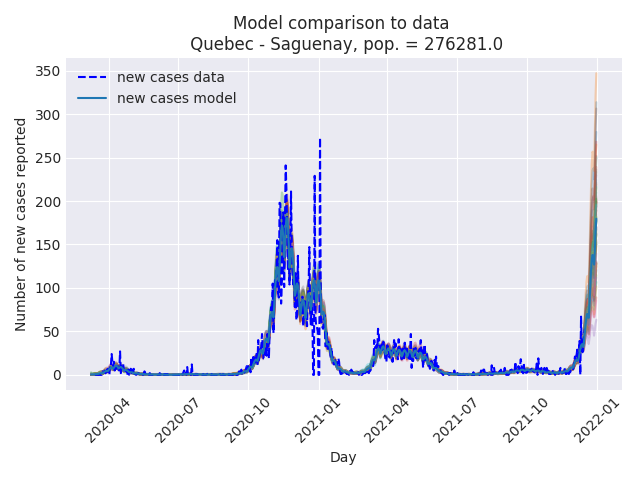 Model comparison to data
Quebec - Saguenay, pop. = 276281.0
new cases data
new cases model
Number of new cases reported
350
300
250
200
150
100
50
0
2020-04
2020-07
2020-10
2021-01
2021-04
2021-07
2021-10
2022-01
Day